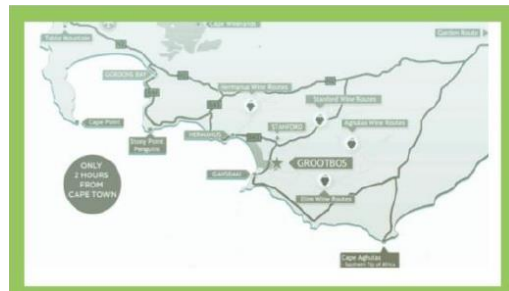 Cape Winelands
Table Mountain
Garden Route
GORDONS BAY
Hermanus Wine Routes
Stanford Wine Routes
Cape Point
Aghulas Wine Routes
Stony Point
Penguins
HERMANUS
STANFORD
GROOTBOS
ONLY
2 HOURS
FROM
CAPE TOWN
GANSBAAI
Elim Wine Routes
Cape Aghulas
Southern Tip of Africa